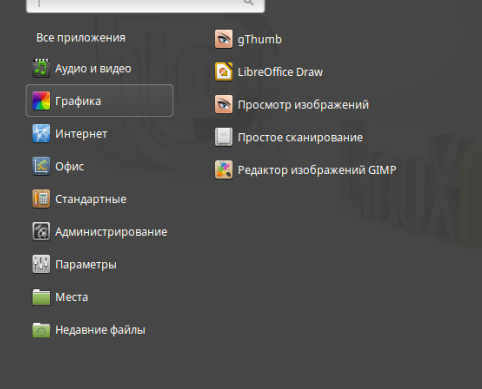 Все приложения
Аудио и видео
Графика
Интернет
Офис
Стандартные
Администрирование
Параметры
Места
Недавние файлы
gThumb
LibreOffice Draw
Просмотр изображений
Простое сканирование
Редактор изображений GIMP